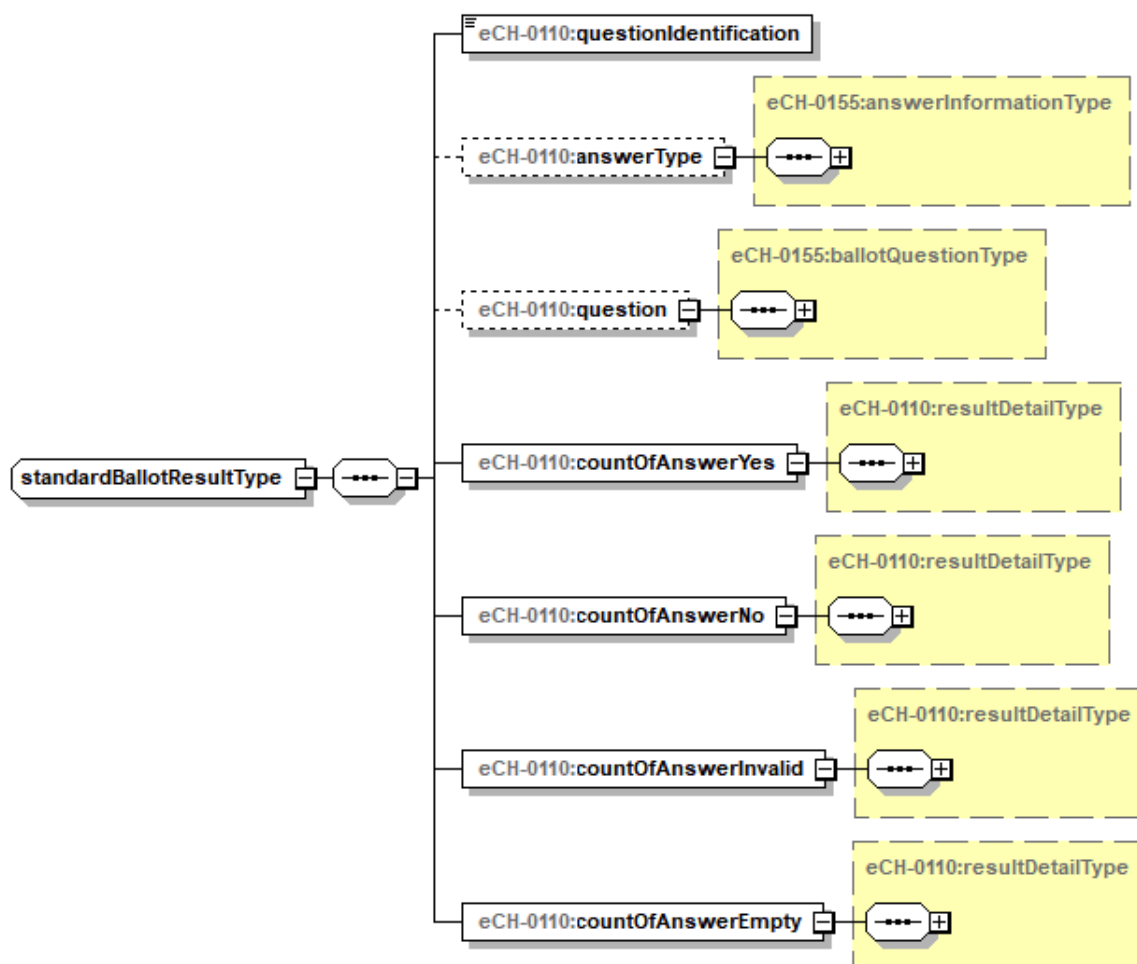 eCH-0110:questionIdentification
eCH-0155:answerInformationType
eCH-0110:answerType
eCH-0155:ballotQuestionType
eCH-0110:question
eCH-0110:resultDetailType
eCH-0110:countOfAnswerYes
standardBallotResultType
eCH-0110:resultDetailType
eCH-0110:countOfAnswerNo
eCH-0110:resultDetailType
eCH-0110:countOfAnswerInvalid
eCH-0110:resultDetailType
eCH-0110:countOfAnswerEmpty